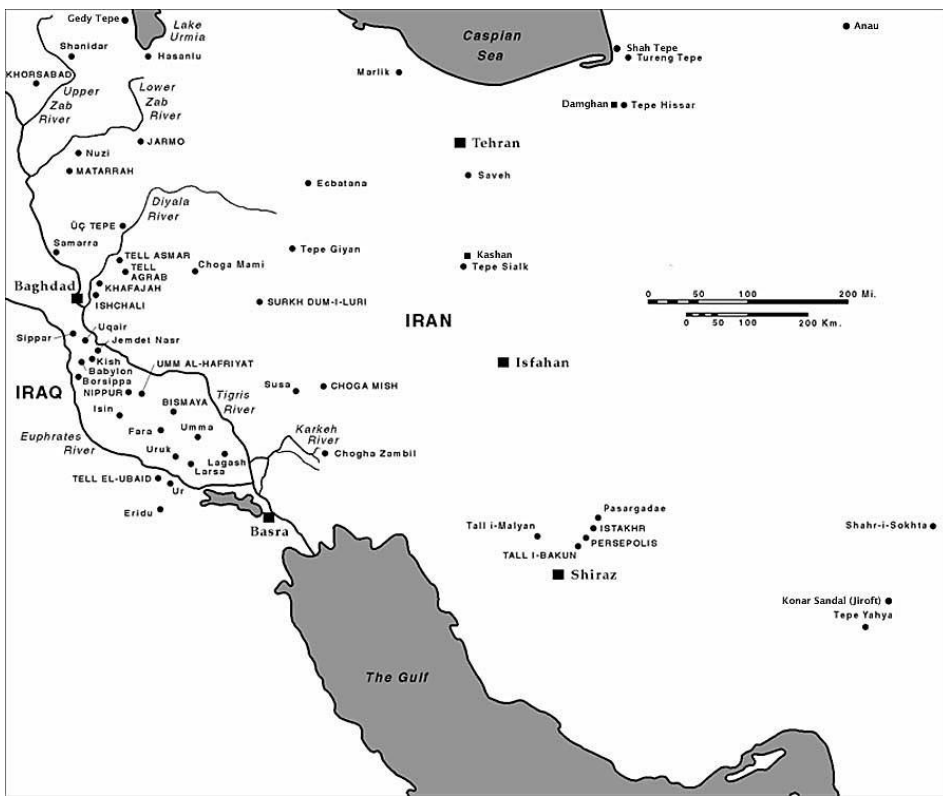 Gedy Tepe
Lake
Urmia
Caspian
Sea
Anau
Shanidar
Hasanlu
Shah Tepe
Tureng Tepe
KHORSABAD
Marlik
Upper
Zab
River
Lower
Zab
River
Damghan
Tepe Hissar
JARMO
Tehran
Nuzi
MATARRAH
Saveh
Ecbatana
Diyala
River
ÜÇ TEPE
Samarra
Tepe Giyan
TELL ASMAR
TELL
AGRAB
Choga Mami
Kashan
Tepe Sialk
Baghdad
KHAFAJAH
ISHCHALI
SURKH DUM-I-LURI
0 50 100 200 Mi.
0 50 100 200 Km.
IRAN
Sippar
Uqair
Jemdet Nasr
Kish
Babylon
Borsippa
UMM AL-HAFRIYAT
Isfahan
IRAQ
NIPPUR
Susa
CHOGA MISH
Tigris
River
BISMAYA
Isin
Fara
Umma
Karkeh
River
Euphrates
River
Uruk
Lagash
Larsa
Chogha Zambil
TELL EL-UBAID
Ur
Eridu
Basra
Pasargadae
Tall i-Malyan
ISTAKHR
PERSEPOLIS
TALL I-BAKUN
Shahr-i-Sokhta
Shiraz
Konar Sandal (Jiroft)
Tepe Yahya
The Gulf